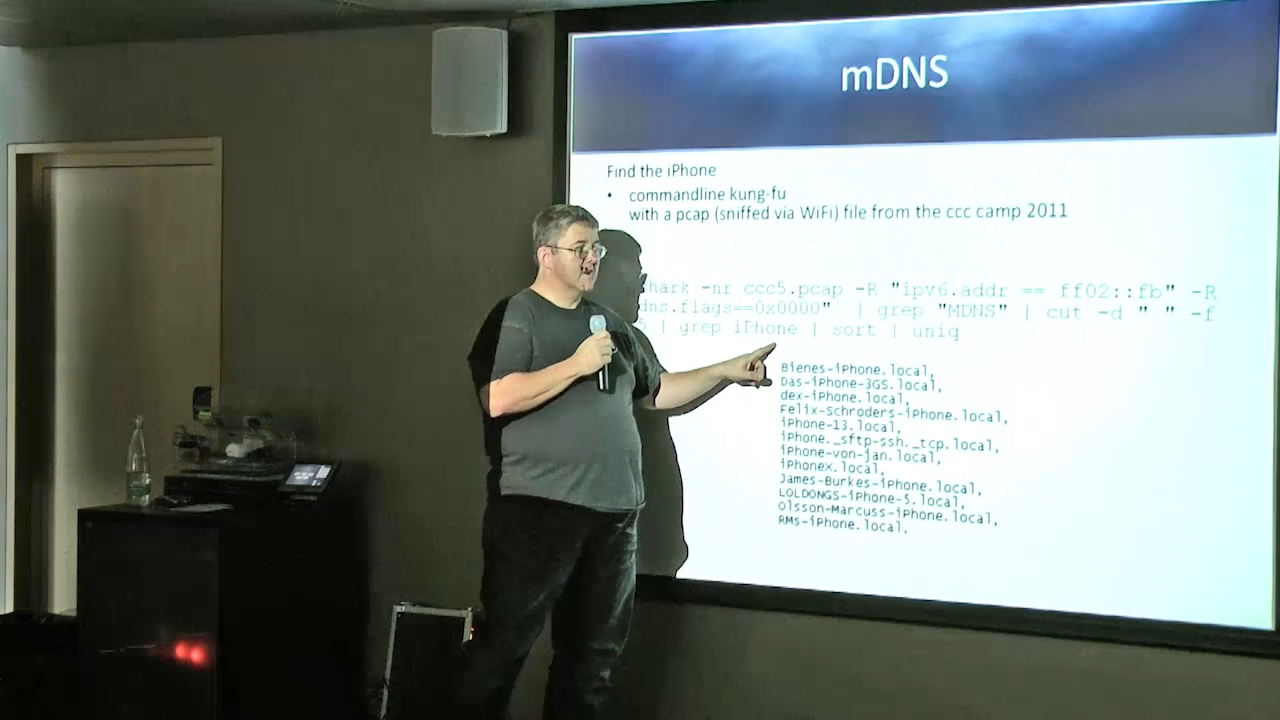 mDNS
Find the iPhone
• commandline kung-fu
with a pcap (sniffed via WiFi) file from the ccc camp 2011
hark -nr ccc5.pcap -R "ipv6.addr == ff02::fb" -R
dns.flags==0x0000" | grep "MDNS" | cut -d " " -f
| grep iPhone | sort | uniq
Bienes-iPhone.local,
Das-iPhone-3GS.local,
dex-iPhone.local,
Felix-Schroders-iPhone.local,
iPhone-13.local,
iPhone._sftp-ssh._tcp.local,
iPhone-von-jan.local,
iPhonex.local,
James-Burkes-iPhone.local,
LOLDONGS-iPhone-5.local,
Olsson-Marcuss-iPhone.local,
RMs-iPhone.local,